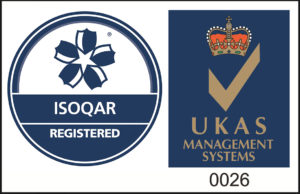 ®
ISOQAR
REGISTERED
UKAS
MANAGEMENT
SYSTEMS
0026